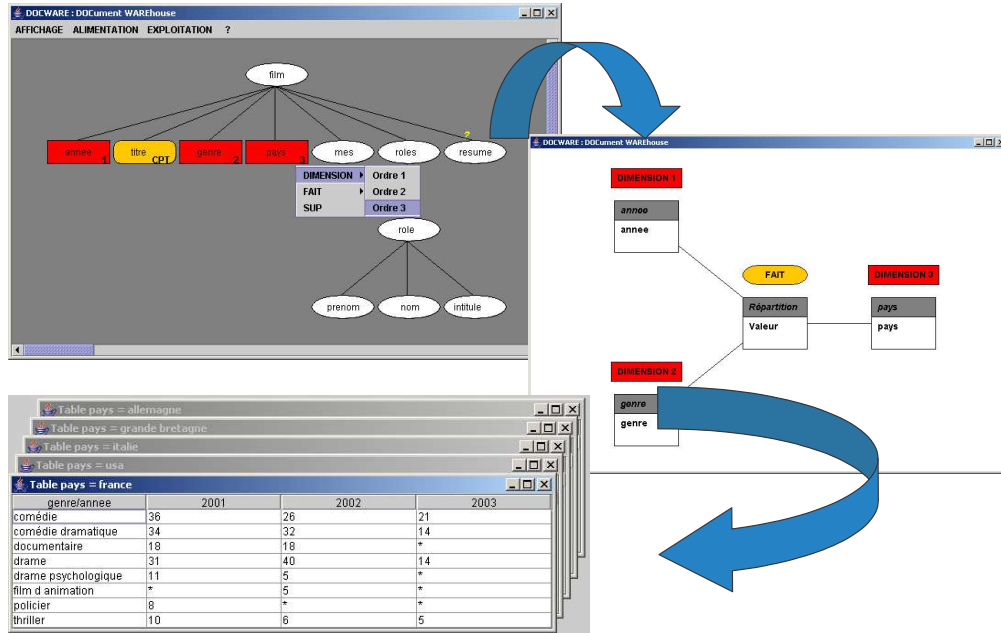 DOCWARE : DOCument WAREhouse
AFFICHAGE ALIMENTATION EXPLOITATION ?
film
?
annee 1
titre CPT
genre 2
pays 3
mes
roles
resume
DIMENSION
FAIT
SUP
Ordre 1
Ordre 2
Ordre 3
role
prenom
nom
intitule
DOCWARE : DOCument WAREhouse
DIMENSION 1
annee
annee
FAIT
Répartition
Valeur
DIMENSION 3
pays
pays
DIMENSION 2
genre
genre
Table pays = allemagne
Table pays = grande bretagne
Table pays = italie
Table pays = usa
Table pays = france
genre/annee 2001 2002 2003
comédie 36 26 21
comédie dramatique 34 32 14
documentaire 18 18 *
drame 31 40 14
drame psychologique 11 5 *
film d animation * 5 *
policier 8 * *
thriller 10 6 5